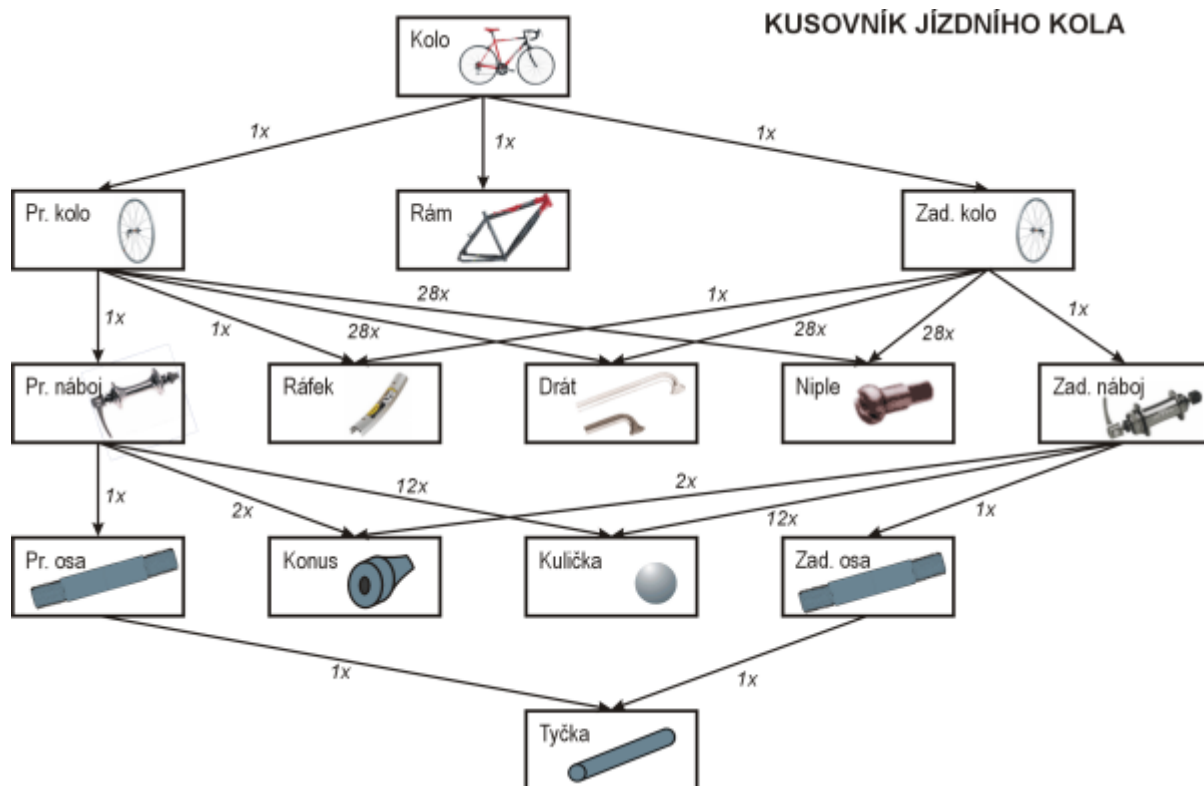 KUSOVNÍK JÍZDNÍHO KOLA
Kolo
1x
1x
1x
Pr. kolo
Rám
Zad. kolo
28x
1x
1x
1x
28x
28x
28x
1x
Pr. náboj
Ráfek
Drát
Niple
Zad. náboj
1x
2x
12x
2x
12x
1x
Pr. osa
Konus
Kulička
Zad. osa
1x
1x
Tyčka